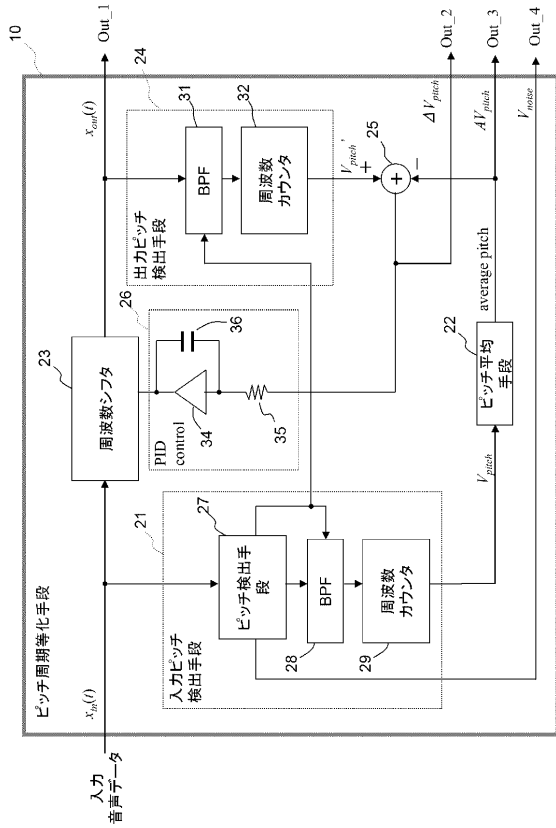 10
ピッチ周期等化手段
入力
音声データ
x_in(t)
23
周波数シフタ
x_out(t)
Out_1
24
31
BPF
32
周波数
カウンタ
出力ピッチ
検出手段
V_pitch'
+
25
+
−
ΔV_pitch
Out_2
26
36
34
35
PID
control
21
27
ピッチ検出手
段
BPF
28
周波数
カウンタ
29
入力ピッチ
検出手段
V_pitch
22
ピッチ平均
手段
average pitch
AV_pitch
Out_3
V_noise
Out_4